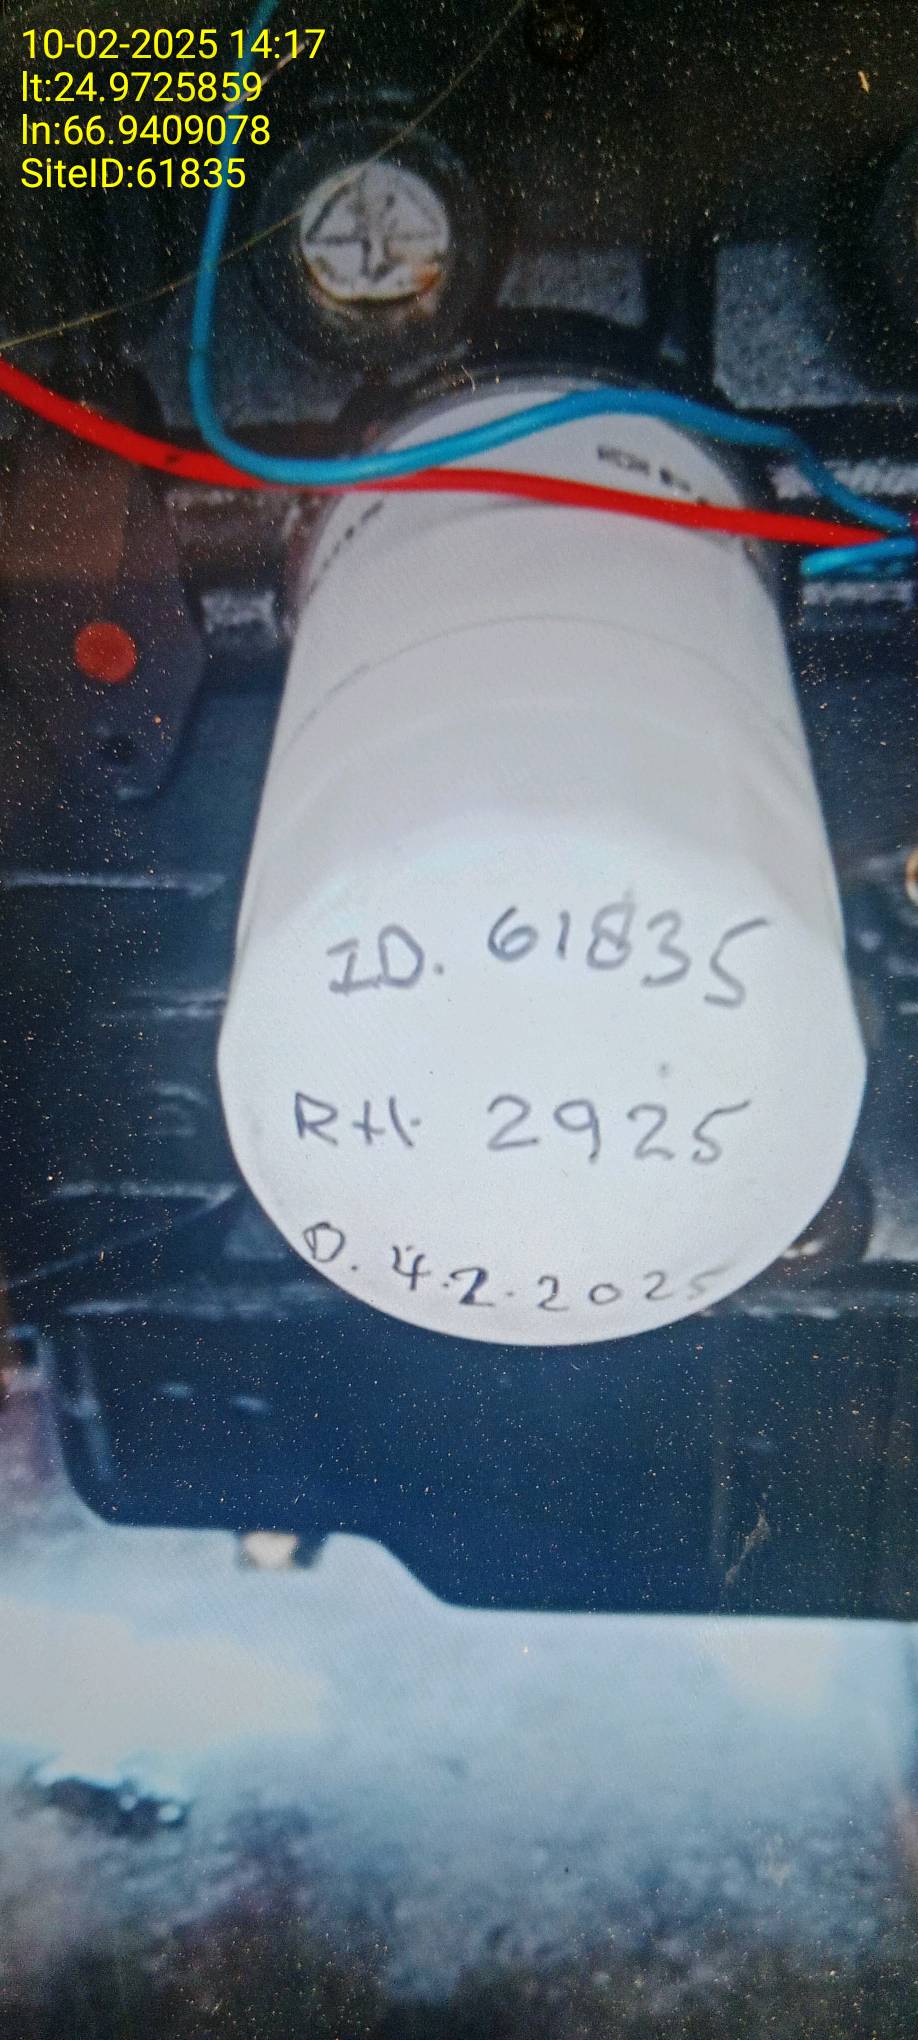 10-02-2025 14:17
lt:24.9725859
ln:66.9409078
SiteID:61835
ID. 61835
RH. 2925
D. 4.2.2025